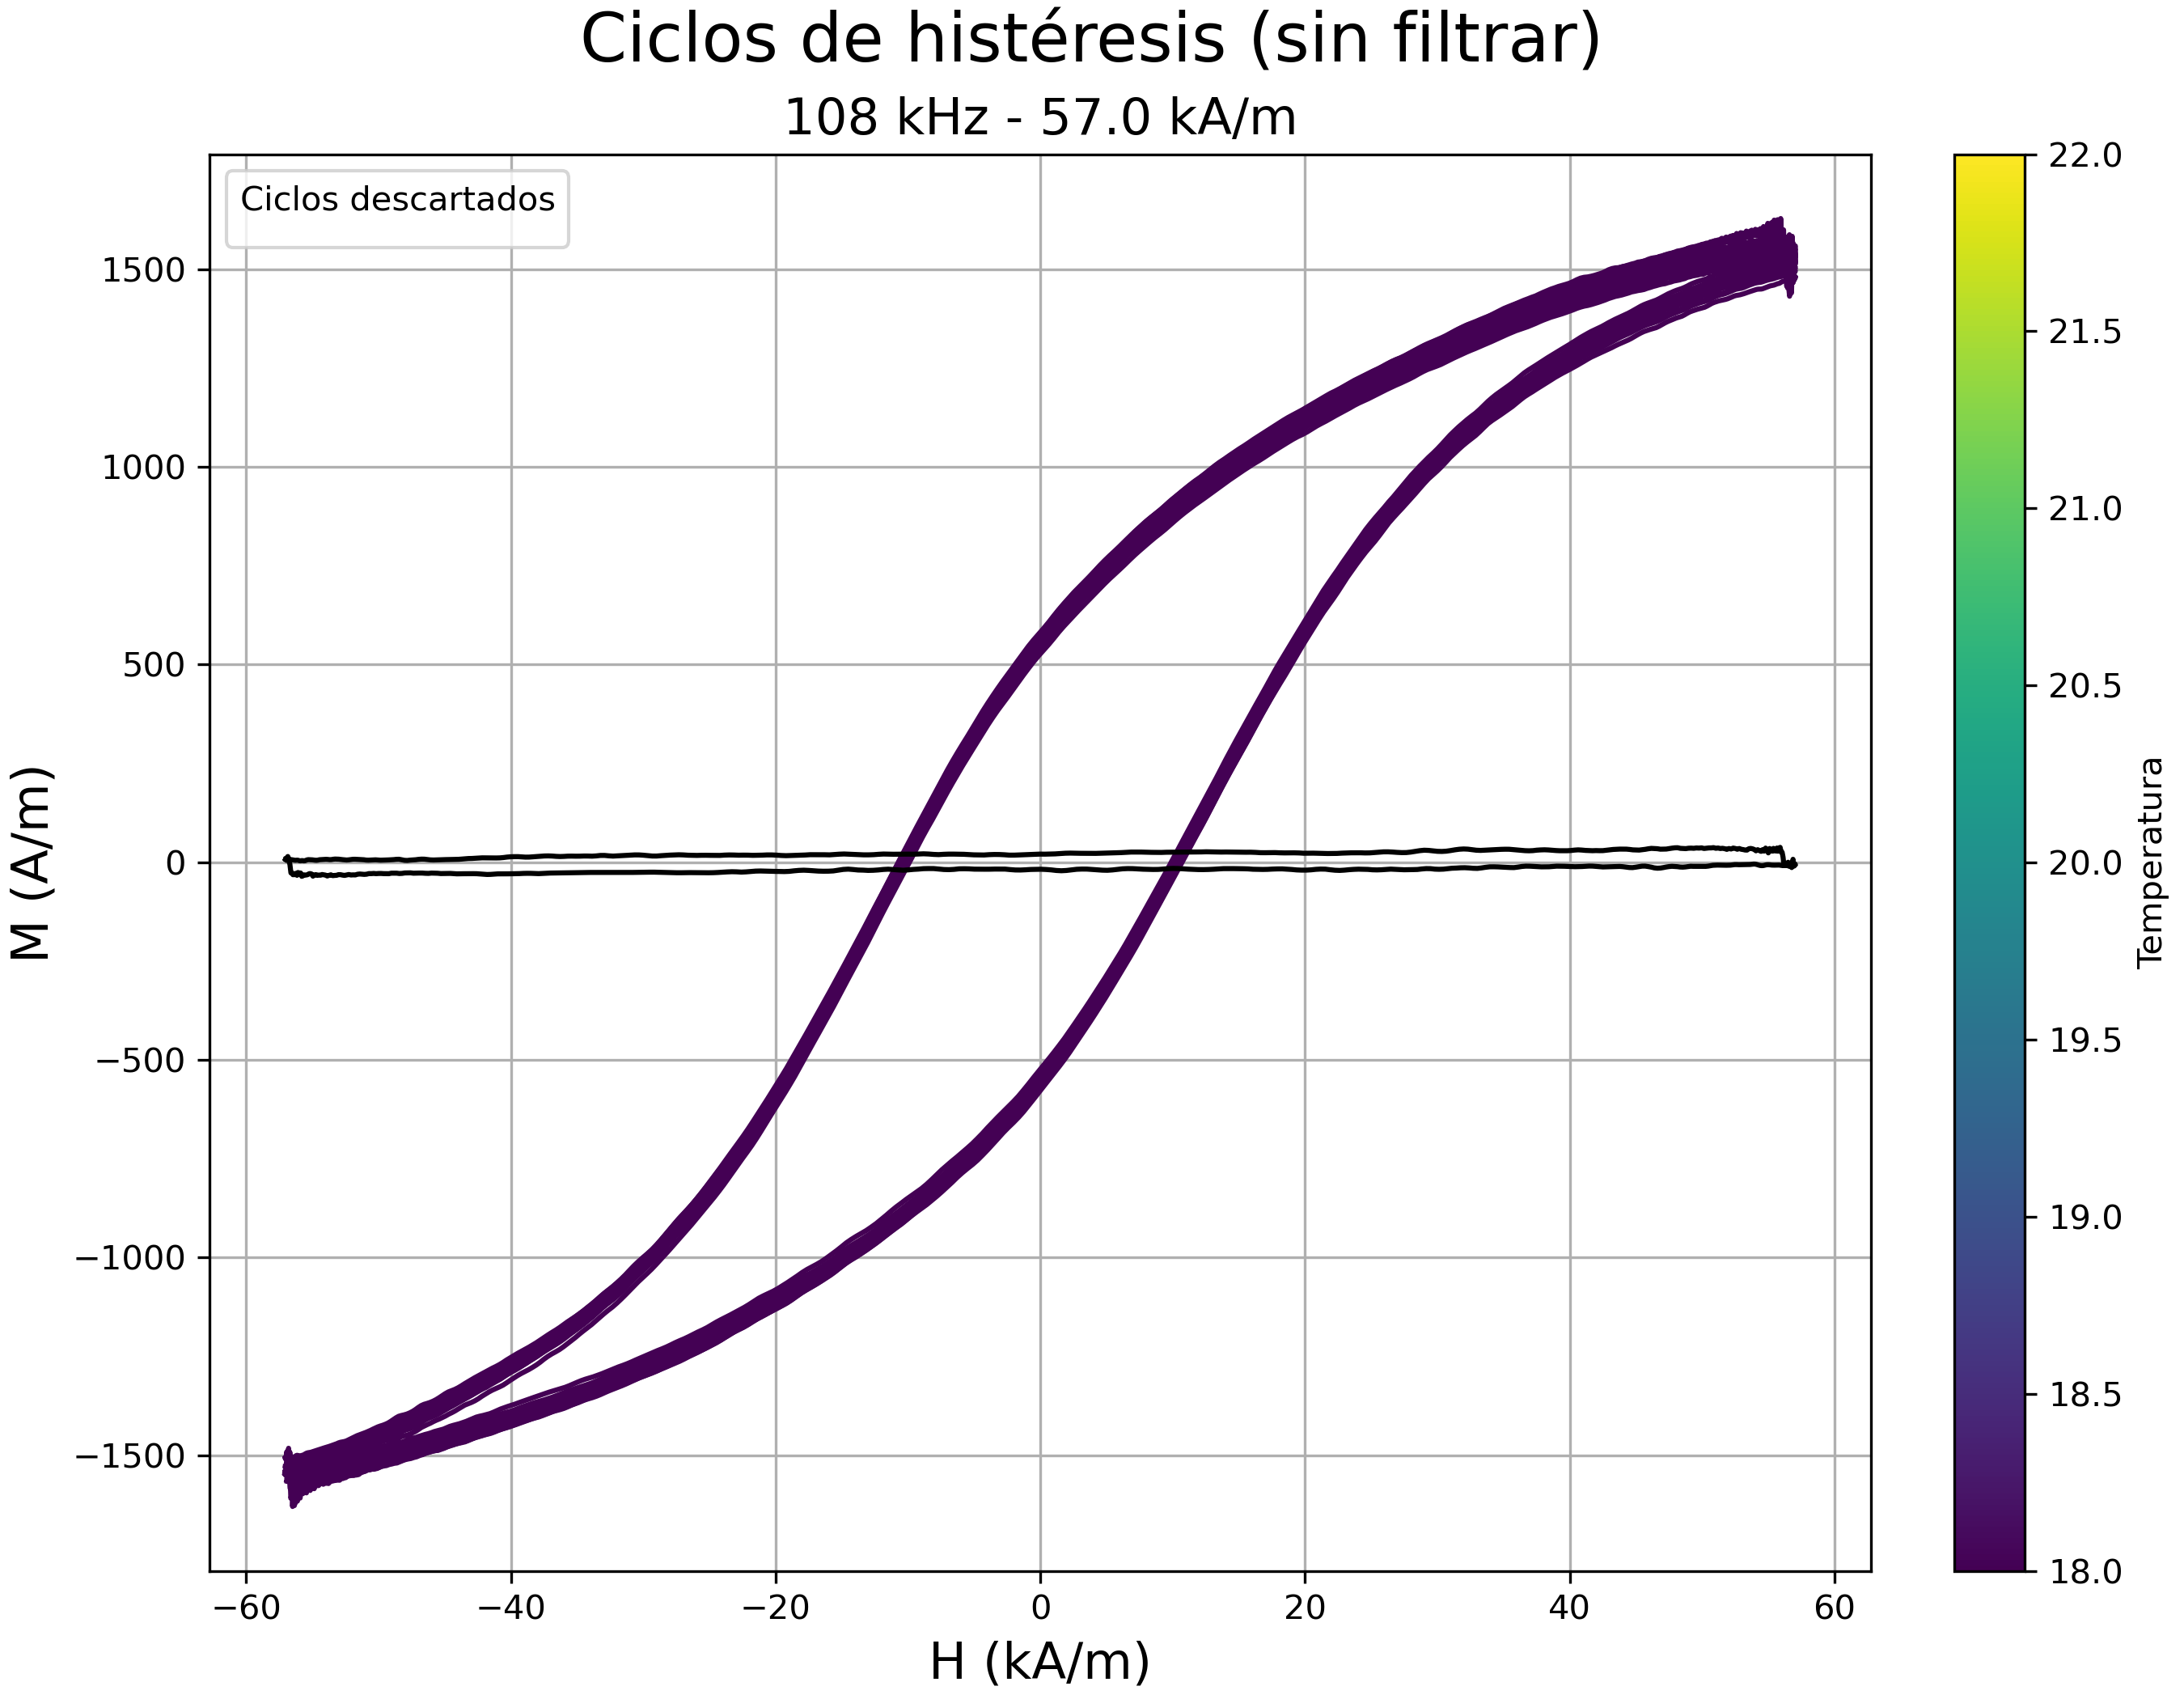 Ciclos de histéresis (sin filtrar)
108 kHz - 57.0 kA/m
Ciclos descartados
1500
1000
500
0
−500
−1000
−1500
M (A/m)
−60 −40 −20 0 20 40 60
H (kA/m)
22.0
21.5
21.0
20.5
20.0
19.5
19.0
18.5
18.0
Temperatura